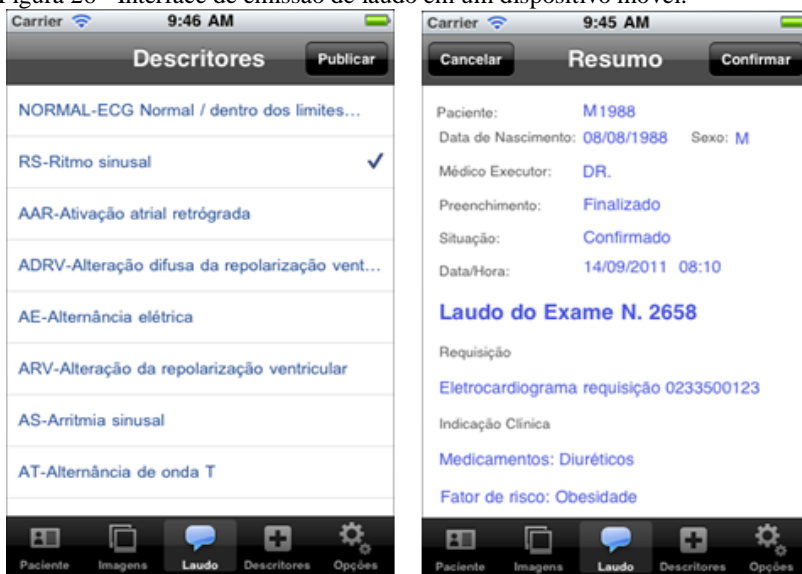 Figura 26 - Interface de emissão de laudo em um dispositivo móvel.
Carrier 9:46 AM
Descritores Publicar
NORMAL-ECG Normal / dentro dos limites...
RS-Ritmo sinusal
AAR-Ativação atrial retrógrada
ADRV-Alteração difusa da repolarização vent...
AE-Alternância elétrica
ARV-Alteração da repolarização ventricular
AS-Arritmia sinusal
AT-Alternância de onda T
Paciente Imagens Laudo Descritores Opções
Carrier 9:45 AM
Cancelar Resumo Confirmar
Paciente: M1988
Data de Nascimento: 08/08/1988 Sexo: M
Médico Executor: DR.
Preenchimento: Finalizado
Situação: Confirmado
Data/Hora: 14/09/2011 08:10
Laudo do Exame N. 2658
Requisição
Eletrocardiograma requisição 0233500123
Indicação Clínica
Medicamentos: Diuréticos
Fator de risco: Obesidade
Paciente Imagens Laudo Descritores Opções